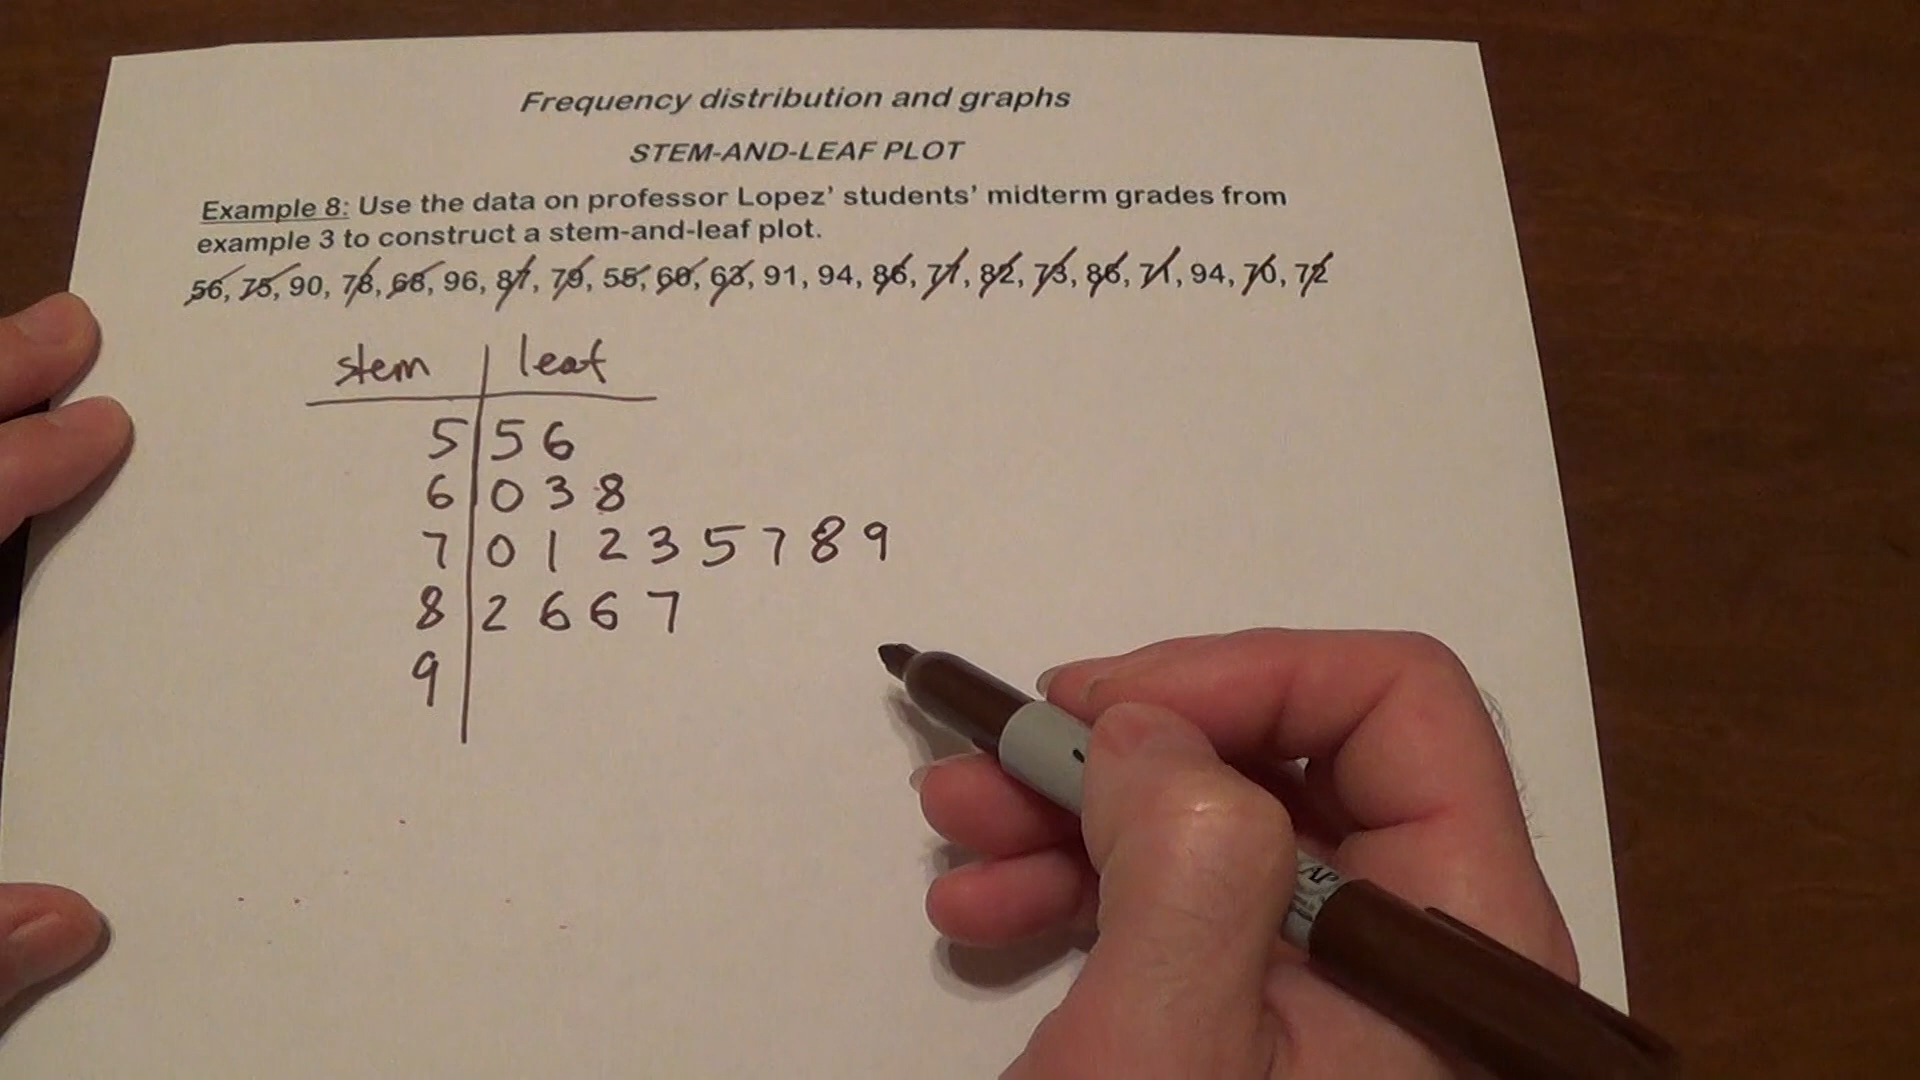 Frequency distribution and graphs
STEM-AND-LEAF PLOT
Example 8: Use the data on professor Lopez’ students’ midterm grades from
example 3 to construct a stem-and-leaf plot.
56, 75, 90, 78, 68, 96, 87, 79, 55, 60, 63, 91, 94, 86, 77, 82, 73, 86, 71, 94, 70, 72
stem | leaf
5 | 5 6
6 | 0 3 8
7 | 0 1 2 3 5 7 8 9
8 | 2 6 6 7
9 |